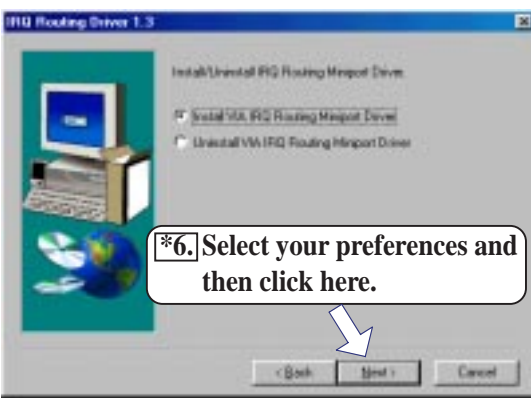 IRQ Routing Driver 1.3
Install/Uninstall IRQ Routing Miniport Driver.
Install VIA IRQ Routing Miniport Driver
Uninstall VIA IRQ Routing Miniport Driver
*6. Select your preferences and
then click here.
< Back Next > Cancel